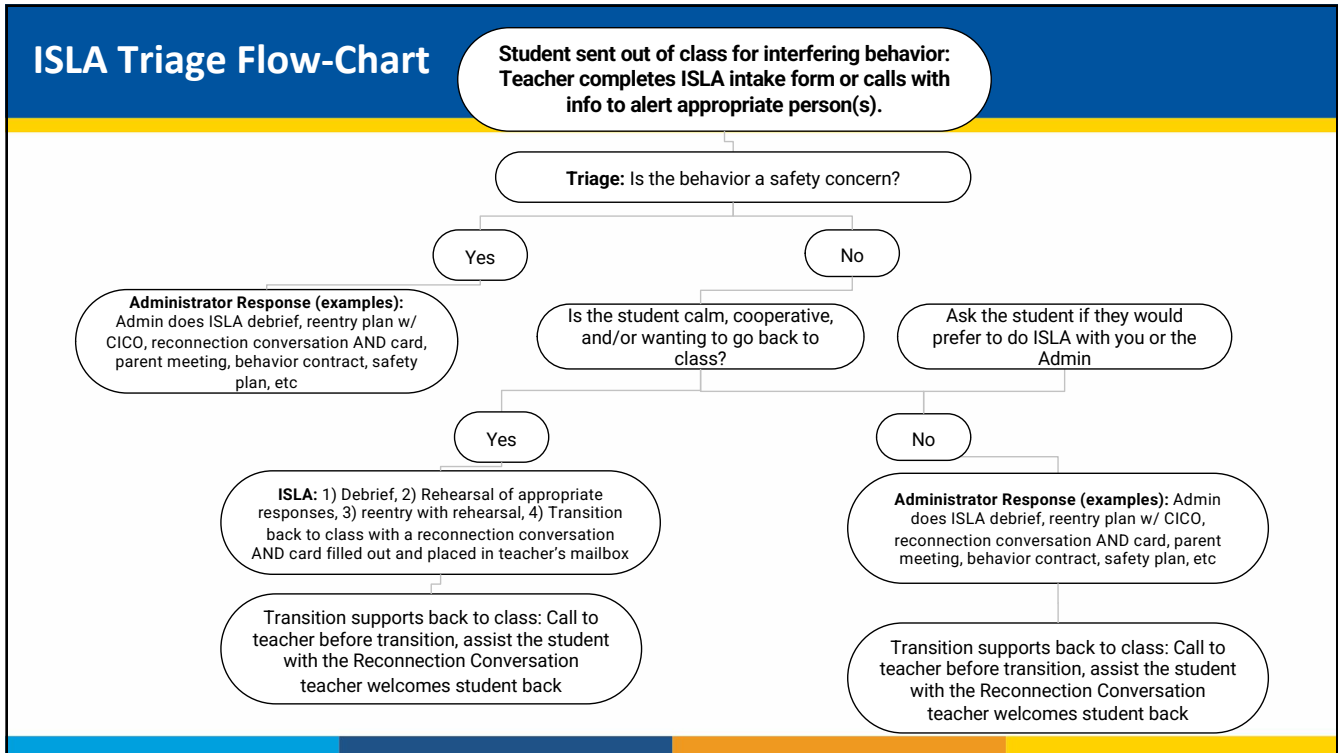 ISLA Triage Flow-Chart
Student sent out of class for interfering behavior:
Teacher completes ISLA intake form or calls with
info to alert appropriate person(s).
Triage: Is the behavior a safety concern?
Yes
No
Administrator Response (examples):
Admin does ISLA debrief, reentry plan w/
CICO, reconnection conversation AND card,
parent meeting, behavior contract, safety
plan, etc
Is the student calm, cooperative,
and/or wanting to go back to
class?
Ask the student if they would
prefer to do ISLA with you or the
Admin
Yes
No
ISLA: 1) Debrief, 2) Rehearsal of appropriate
responses, 3) reentry with rehearsal, 4) Transition
back to class with a reconnection conversation
AND card filled out and placed in teacher's mailbox
Administrator Response (examples): Admin
does ISLA debrief, reentry plan w/ CICO,
reconnection conversation AND card, parent
meeting, behavior contract, safety plan, etc
Transition supports back to class: Call to
teacher before transition, assist the student
with the Reconnection Conversation
teacher welcomes student back
Transition supports back to class: Call to
teacher before transition, assist the student
with the Reconnection Conversation
teacher welcomes student back